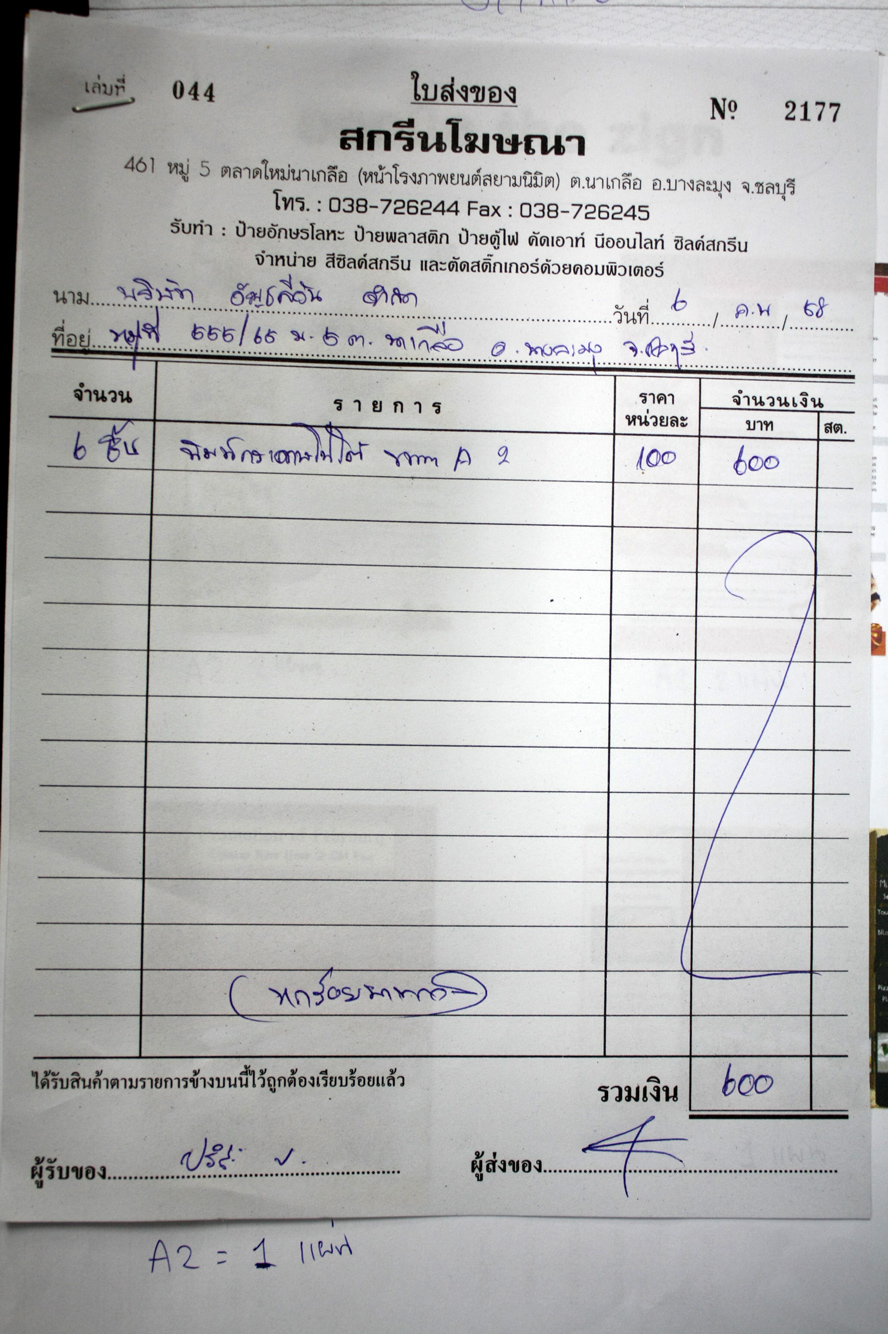 เล่มที่ 044
ใบส่งของ
Nº 2177
สกรีนโฆษณา
461 หมู่ 5 ตลาดใหม่นาเกลือ (หน้าโรงภาพยนต์สยามนิมิต) ต.นาเกลือ อ.บางละมุง จ.ชลบุรี
โทร. : 038-726244 Fax : 038-726245
รับทำ : ป้ายอักษรโลหะ ป้ายพลาสติก ป้ายตู้ไฟ คัดเอาท์ นีออนไลท์ ซิลค์สกรีน
จำหน่าย สีซิลค์สกรีน และตัดสติ๊กเกอร์ด้วยคอมพิวเตอร์
นาม บริษัท จำกัด
วันที่ 6 / ก.พ / 58
ที่อยู่ 555/65 ม.5 ต.นาเกลือ อ.บางละมุง จ.ชลบุรี
จำนวน รายการ ราคาหน่วยละ จำนวนเงิน
บาท สต.
6 ชิ้น ขนาด A 2 100 600
(หกร้อยบาทถ้วน)
ได้รับสินค้าตามรายการข้างบนนี้ไว้ถูกต้องเรียบร้อยแล้ว
รวมเงิน 600
ผู้รับของ
ผู้ส่งของ
A2 = 1 แผ่น